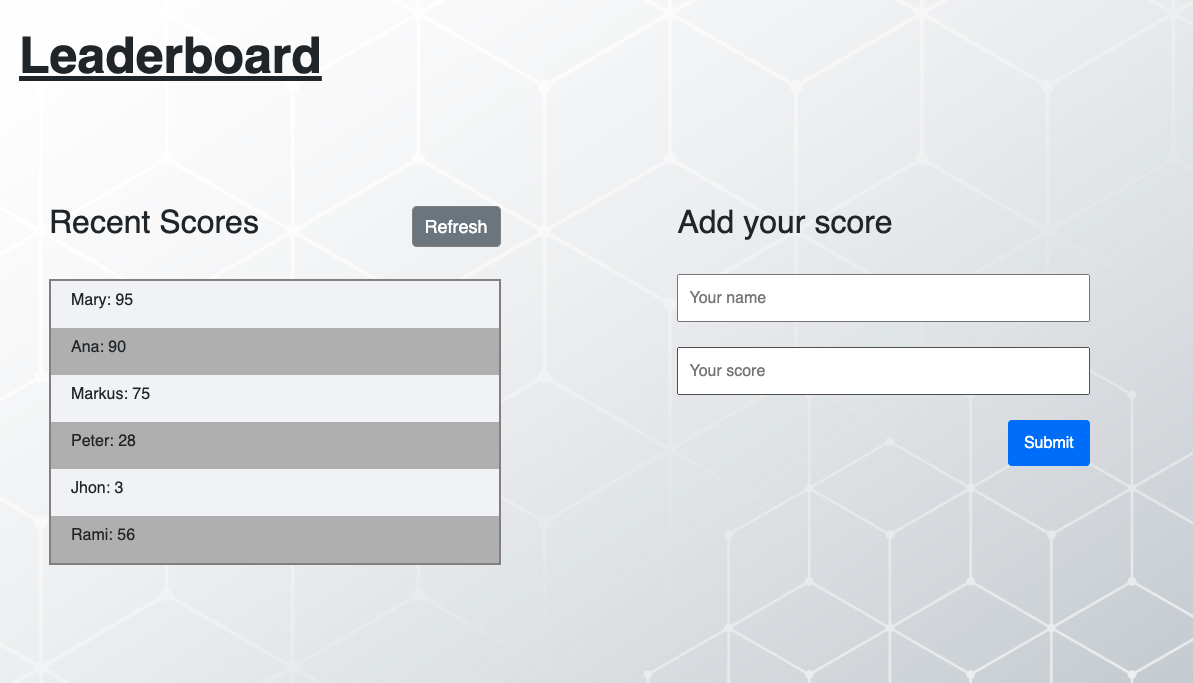 Leaderboard
Recent Scores
Refresh
Mary: 95
Ana: 90
Markus: 75
Peter: 28
Jhon: 3
Rami: 56
Add your score
Your name
Your score
Submit